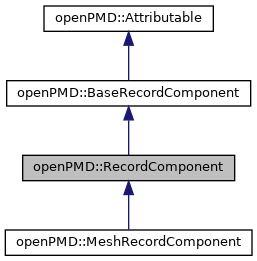 openPMD::Attributable
openPMD::BaseRecordComponent
openPMD::RecordComponent
openPMD::MeshRecordComponent